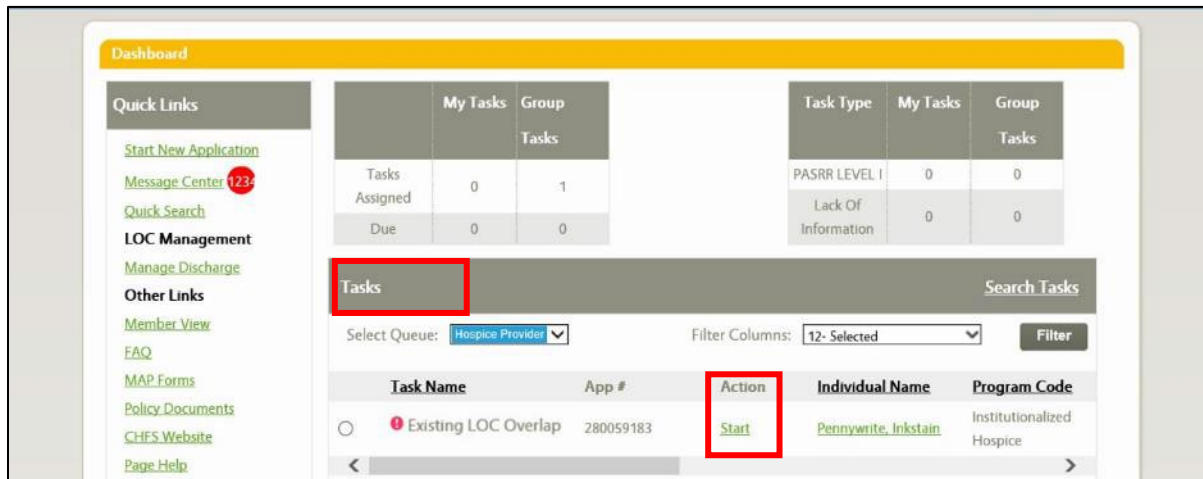 Dashboard
Quick Links
Start New Application
Message Center 1234
Quick Search
LOC Management
Manage Discharge
Other Links
Member View
FAQ
MAP Forms
Policy Documents
CHFS Website
Page Help
My Tasks Group
Tasks
Tasks
Assigned 0 1
Due 0 0
Task Type My Tasks Group
Tasks
PASRR LEVEL I 0 0
Lack Of
Information 0 0
Tasks Search Tasks
Select Queue: Hospice Provider Filter Columns: 12- Selected Filter
Task Name App # Action Individual Name Program Code
Existing LOC Overlap 280059183 Start Pennywrite, Inkstain Institutionalized
Hospice